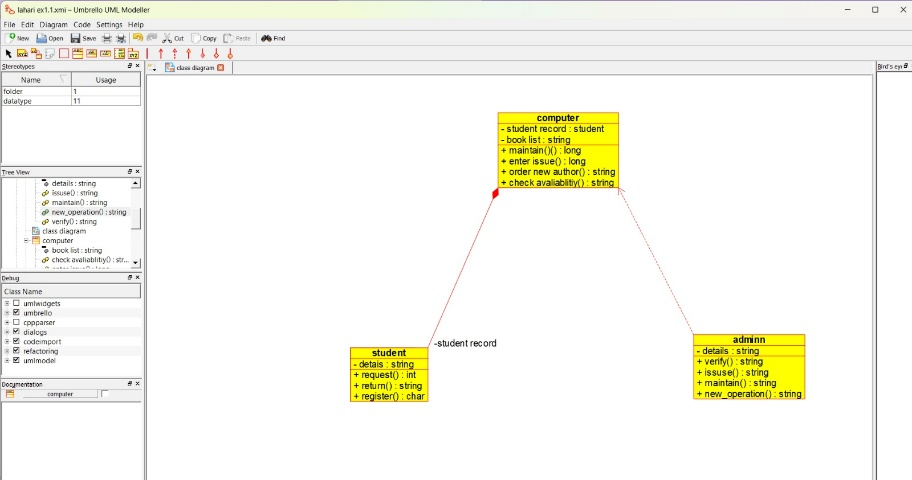 lahari ex1.1.xmi – Umbrello UML Modeller
File Edit Diagram Code Settings Help
New Open Save Cut Copy Paste Find
Stereotypes
Name Usage
folder 1
datatype 11
Tree View
details : string
issuse() : string
maintain() : string
new_operation() : string
verify() : string
class diagram
computer
book list : string
check avaliablitiy() : str...
Debug
Class Name
umlwidgets
umbrello
cppparser
dialogs
codeimport
refactoring
umlmodel
Documentation
computer
class diagram
computer
- student record : student
- book list : string
+ maintain()() : long
+ enter issue() : long
+ order new author() : string
+ check avaliablitiy() : string
-student record
student
- detais : string
+ request() : int
+ return() : string
+ register() : char
adminn
- details : string
+ verify() : string
+ issuse() : string
+ maintain() : string
+ new_operation() : string
Bird's ey